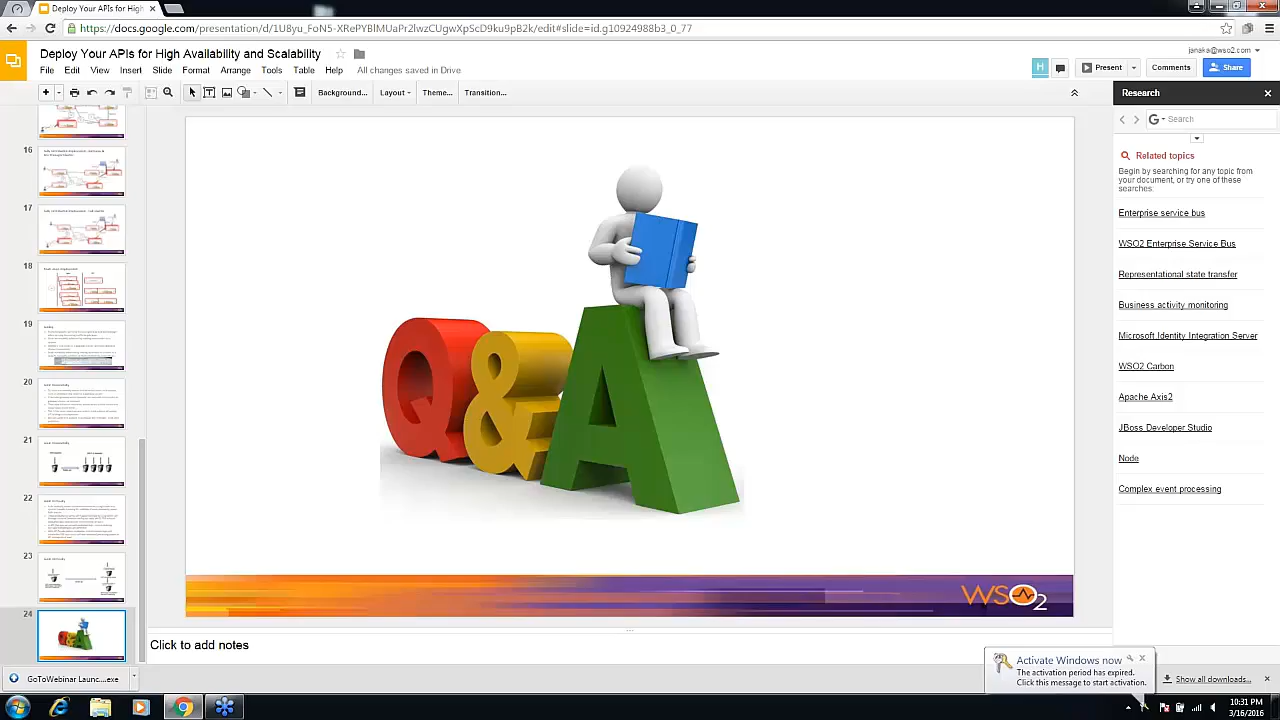 Deploy Your APIs for H
https://docs.google.com/presentation/d/1U8yu_FoN5-XRePYBlMUaPr2lwzCUgwXpScD9ku9pB2k/edit#slide=id.g10924988b3_0_77
Deploy Your APIs for High Availability and Scalability
janaka@wso2.com
File Edit View Insert Slide Format Arrange Tools Table Help All changes saved in Drive
H Present Comments Share
Background... Layout Theme... Transition...
Research
Search
Related topics
Begin by searching for any topic from
your document, or try one of these
searches:
Enterprise service bus
WSO2 Enterprise Service Bus
Representational state transfer
Business activity monitoring
Microsoft Identity Integration Server
WSO2 Carbon
Apache Axis2
JBoss Developer Studio
Node
Complex event processing
16
17
18
19
20
21
22
23
24
Q&A
WSO2
Click to add notes
Activate Windows now
The activation period has expired.
Click this message to start activation.
GoToWebinar Launc....exe
Show all downloads...
10:31 PM
3/16/2016